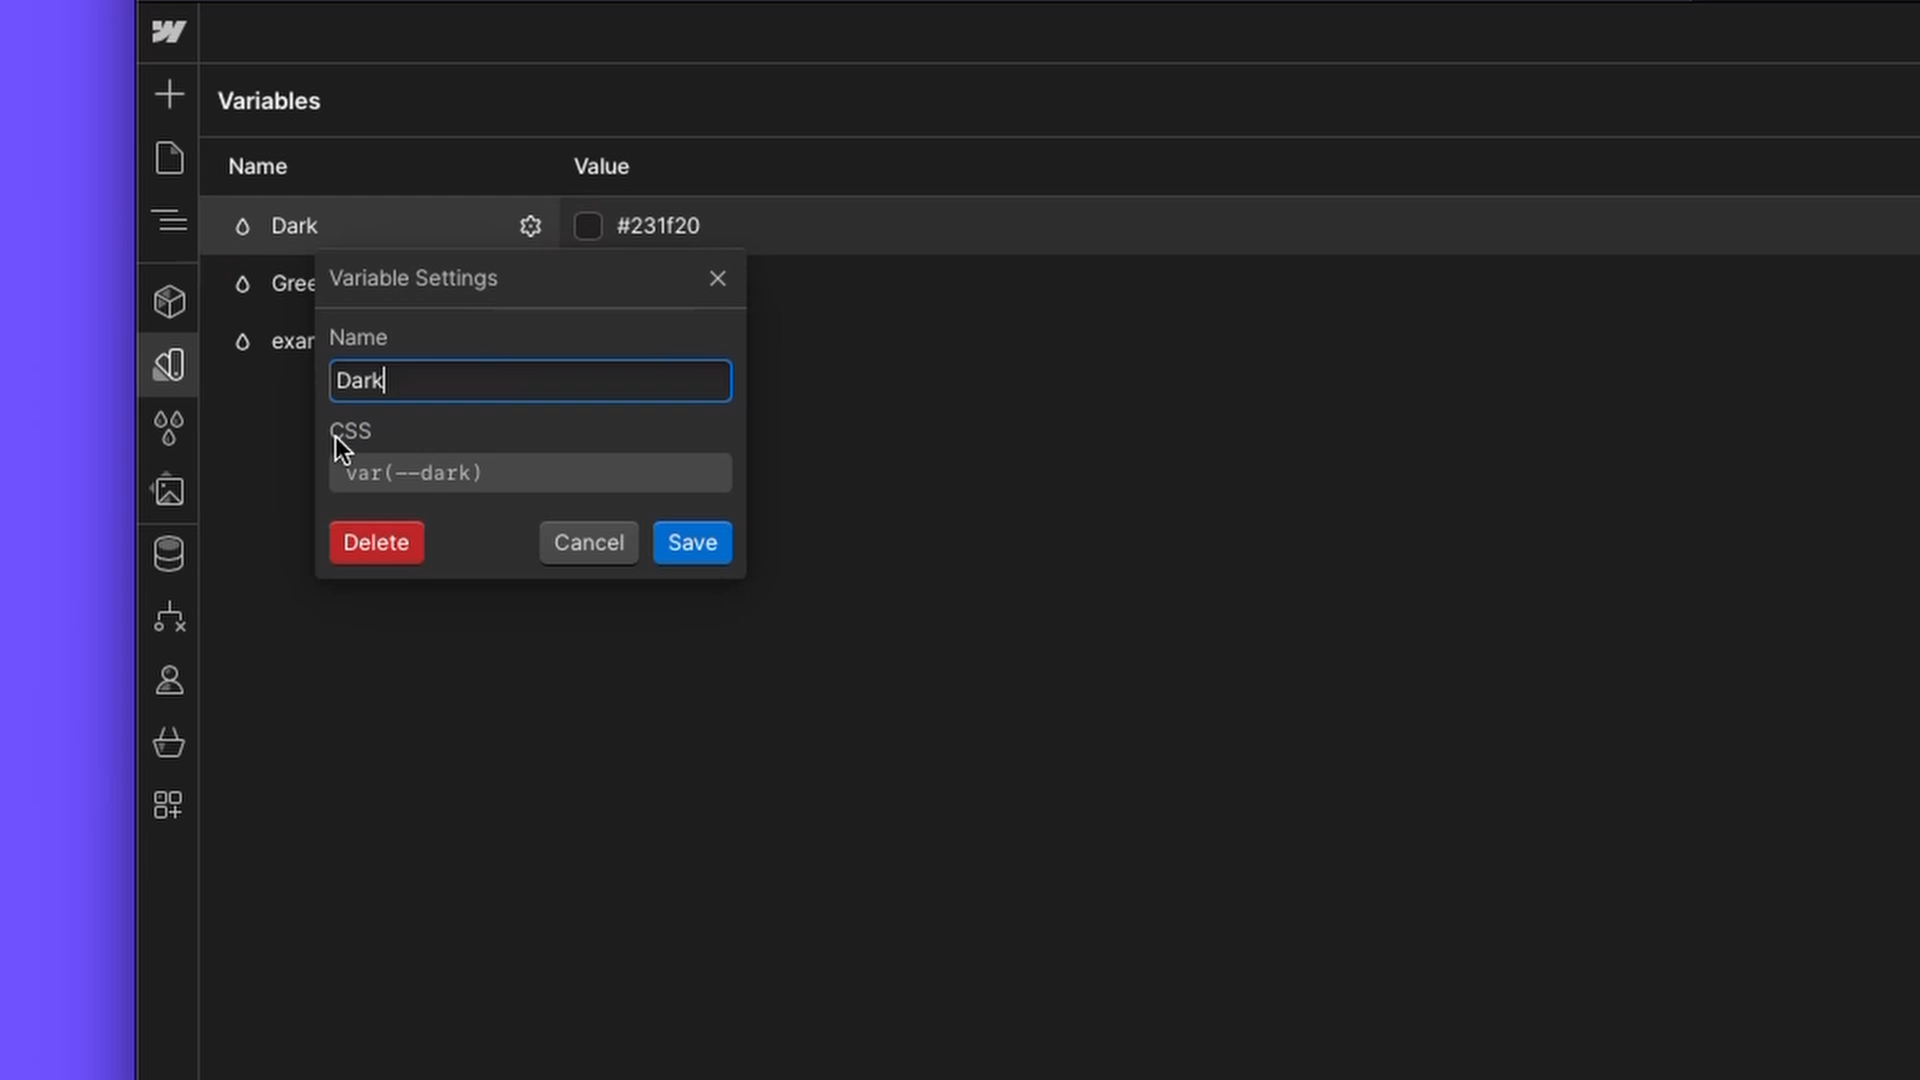 Variables
Name Value
Dark #231f20
Gree
exar
Variable Settings
Name
Dark
CSS
var(--dark)
Delete Cancel Save